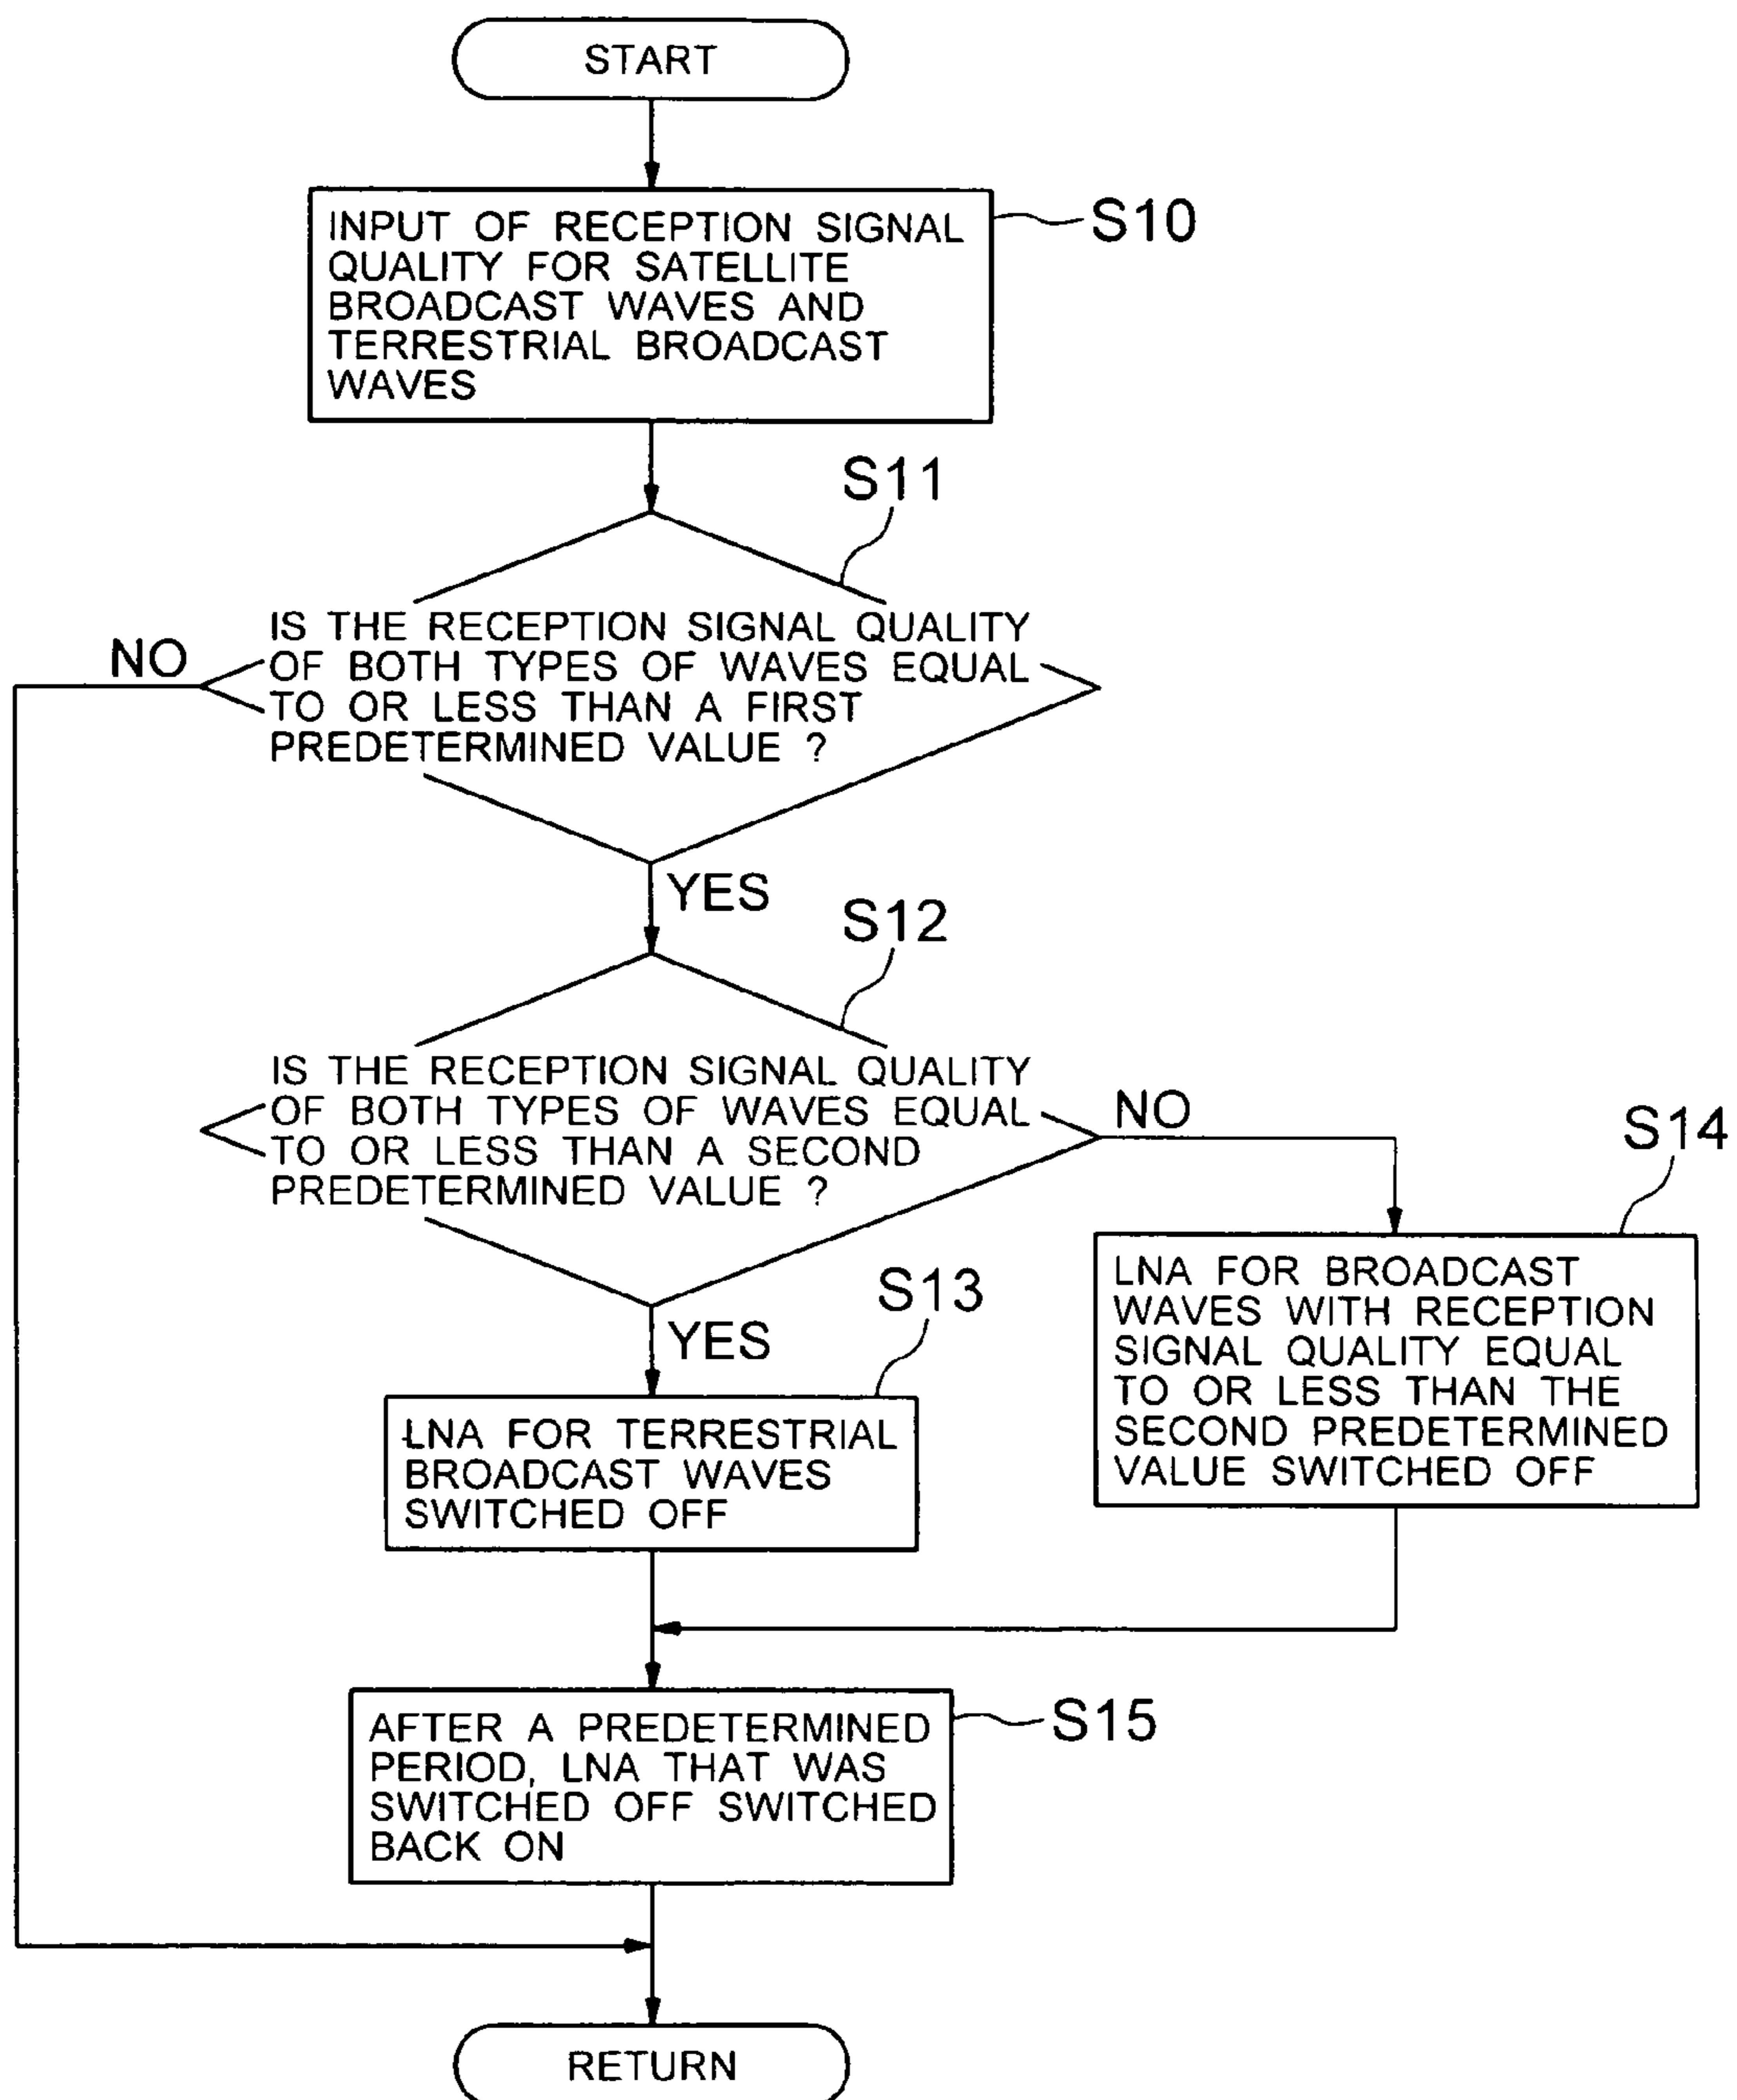 START
INPUT OF RECEPTION SIGNAL
QUALITY FOR SATELLITE
BROADCAST WAVES AND
TERRESTRIAL BROADCAST
WAVES
S10
S11
IS THE RECEPTION SIGNAL QUALITY
OF BOTH TYPES OF WAVES EQUAL
TO OR LESS THAN A FIRST
PREDETERMINED VALUE ?
NO
YES
S12
IS THE RECEPTION SIGNAL QUALITY
OF BOTH TYPES OF WAVES EQUAL
TO OR LESS THAN A SECOND
PREDETERMINED VALUE ?
NO
S14
LNA FOR BROADCAST
WAVES WITH RECEPTION
SIGNAL QUALITY EQUAL
TO OR LESS THAN THE
SECOND PREDETERMINED
VALUE SWITCHED OFF
YES
S13
LNA FOR TERRESTRIAL
BROADCAST WAVES
SWITCHED OFF
AFTER A PREDETERMINED
PERIOD, LNA THAT WAS
SWITCHED OFF SWITCHED
BACK ON
S15
RETURN